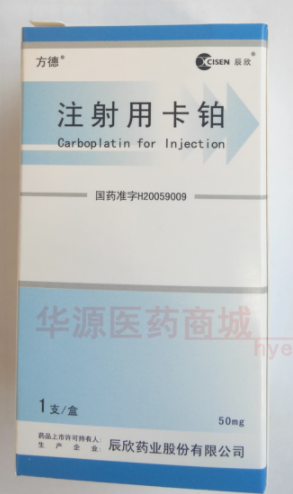 方德®
CISEN 辰欣®
注射用卡铂
Carboplatin for Injection
国药准字H20059009
华源医药商城
hye
1支/盒
50mg
药品上市许可持有人:
生产企业: 辰欣药业股份有限公司